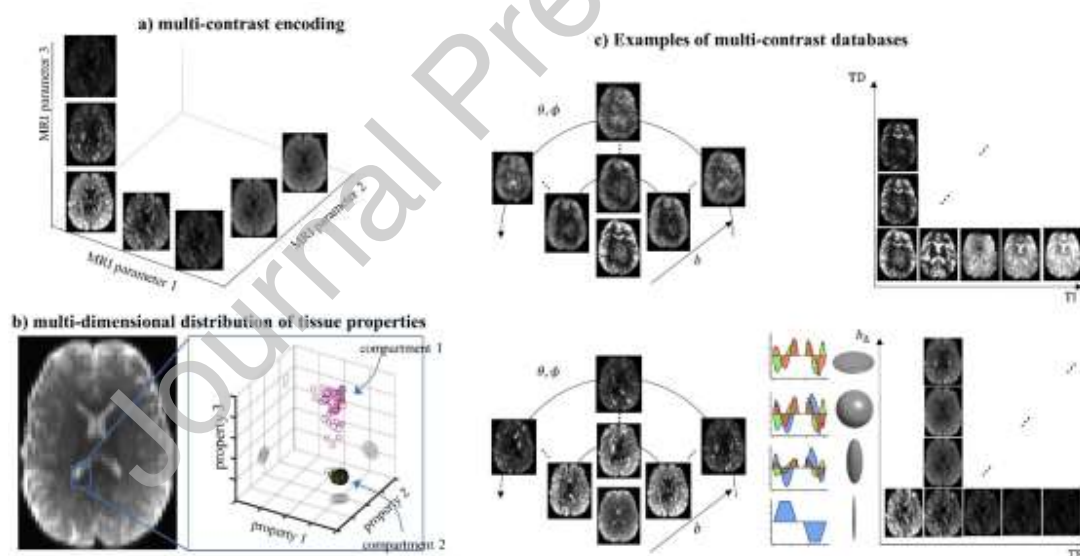 a) multi-contrast encoding
MRI parameter 3
MRI parameter 2
MRI parameter 1
b) multi-dimensional distribution of tissue properties
compartment 1
property 3
property 2
property 1
compartment 2
c) Examples of multi-contrast databases
θ, ϕ
b
TD
TI
θ, ϕ
b
b_Δ
Journal Pre